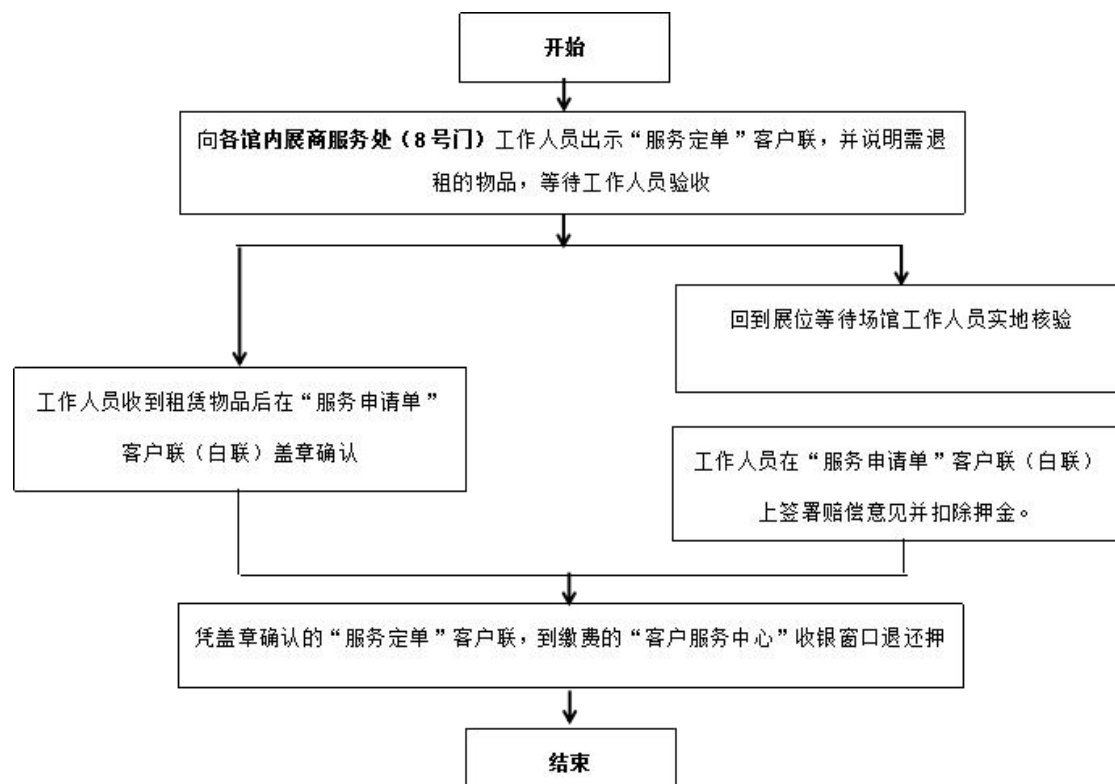 开始
向各馆内展商服务处（8号门）工作人员出示“服务定单”客户联，并说明需退
租的物品，等待工作人员验收
回到展位等待场馆工作人员实地核验
工作人员收到租赁物品后在“服务申请单”
客户联（白联）盖章确认
工作人员在“服务申请单”客户联（白联）
上签署赔偿意见并扣除押金。
凭盖章确认的“服务定单”客户联，到缴费的“客户服务中心”收银窗口退还押
结束